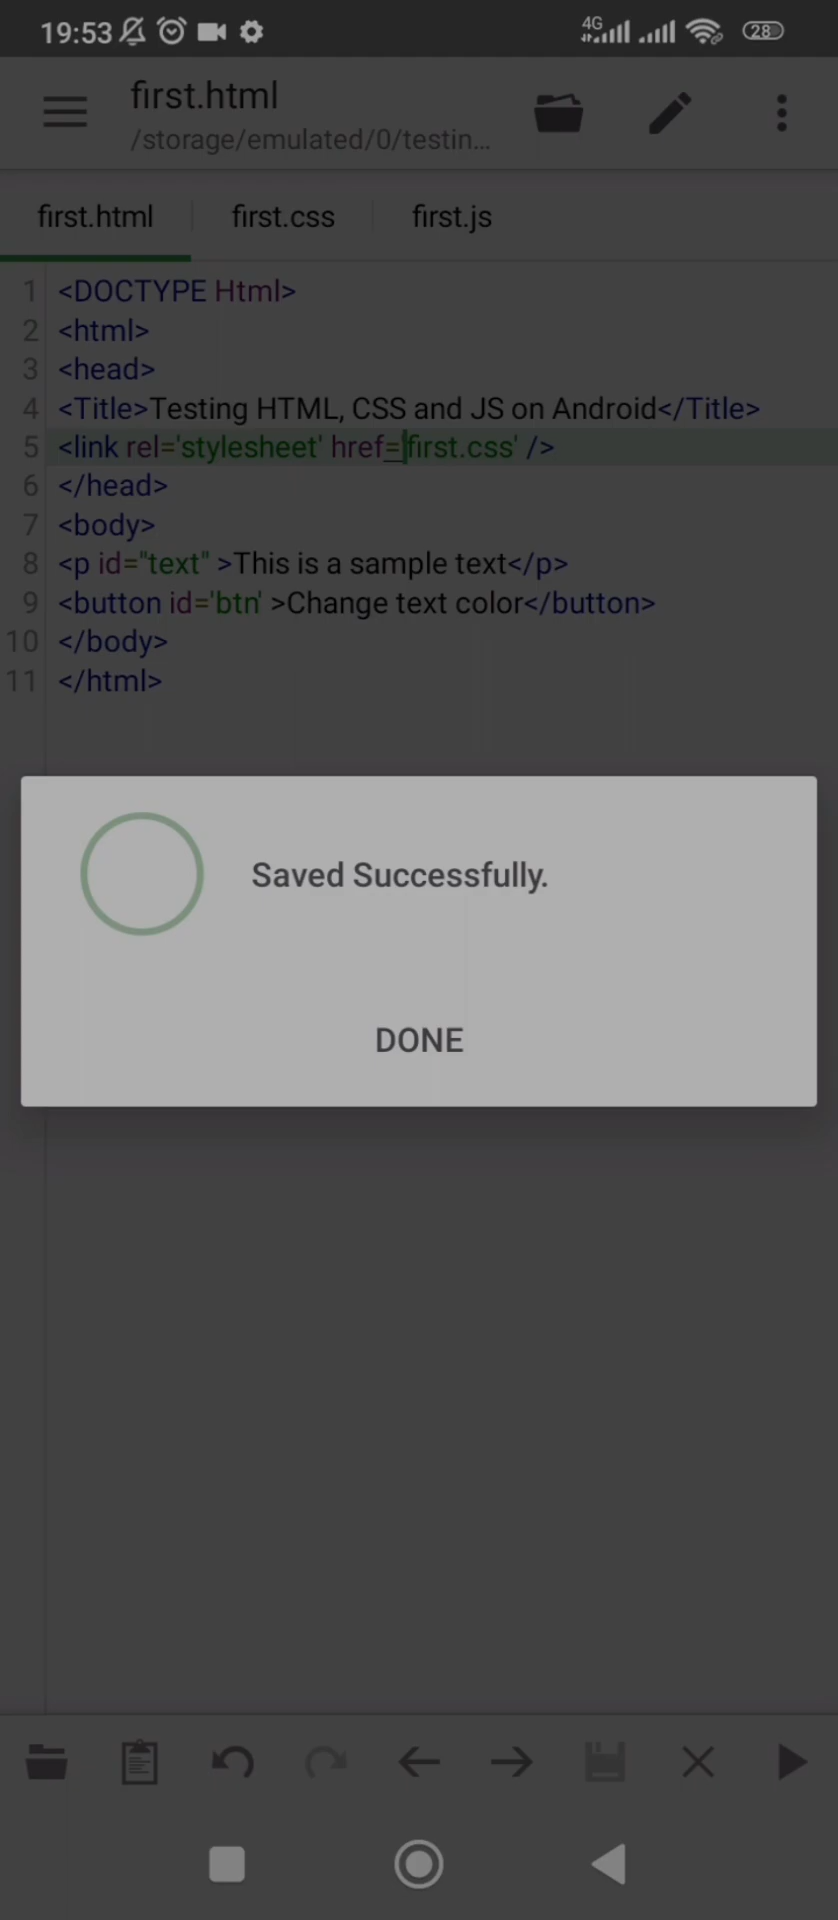 19:53 4G 28
first.html
/storage/emulated/0/testin...
first.html first.css first.js
1 <DOCTYPE Html>
2 <html>
3 <head>
4 <Title>Testing HTML, CSS and JS on Android</Title>
5 <link rel='stylesheet' href='first.css' />
6 </head>
7 <body>
8 <p id="text" >This is a sample text</p>
9 <button id='btn' >Change text color</button>
10 </body>
11 </html>
Saved Successfully.
DONE